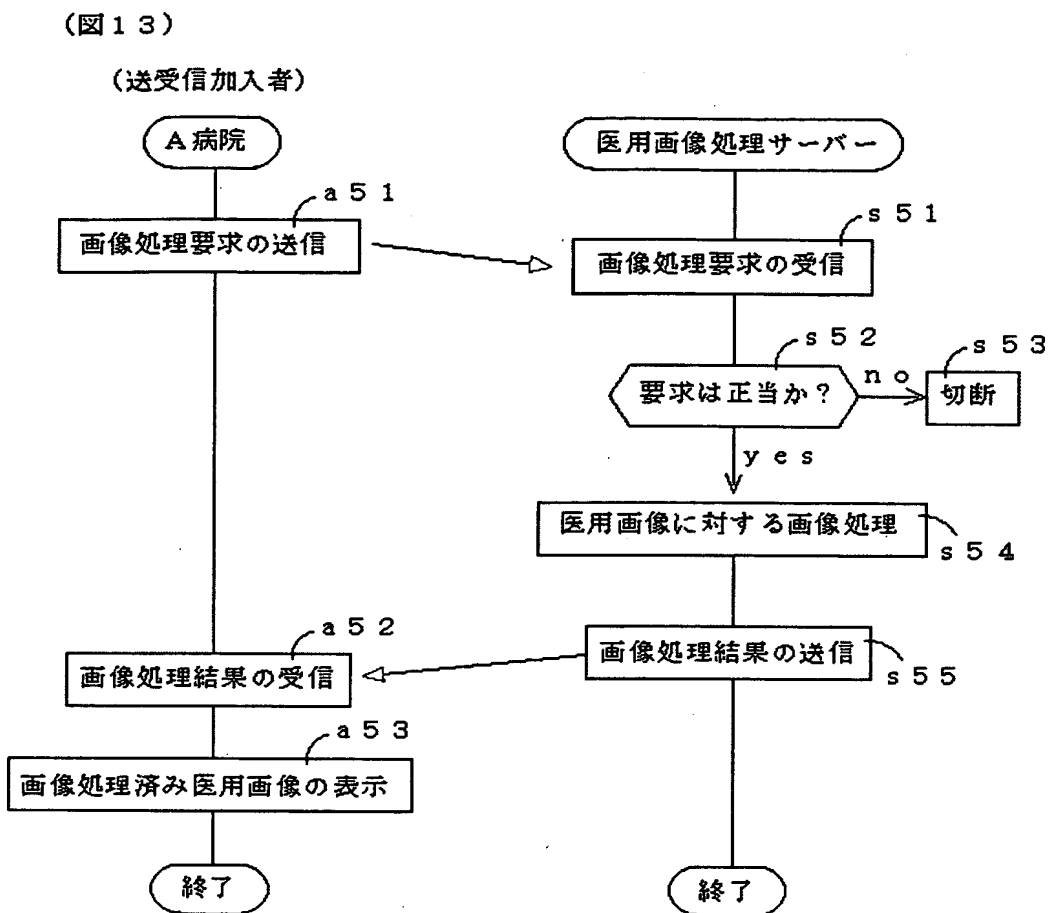 (図13)
(送受信加入者)
A病院
医用画像処理サーバー
a51
画像処理要求の送信
s51
画像処理要求の受信
s52
要求は正当か?
no
s53
切断
yes
医用画像に対する画像処理
s54
a52
画像処理結果の受信
画像処理結果の送信
s55
a53
画像処理済み医用画像の表示
終了
終了